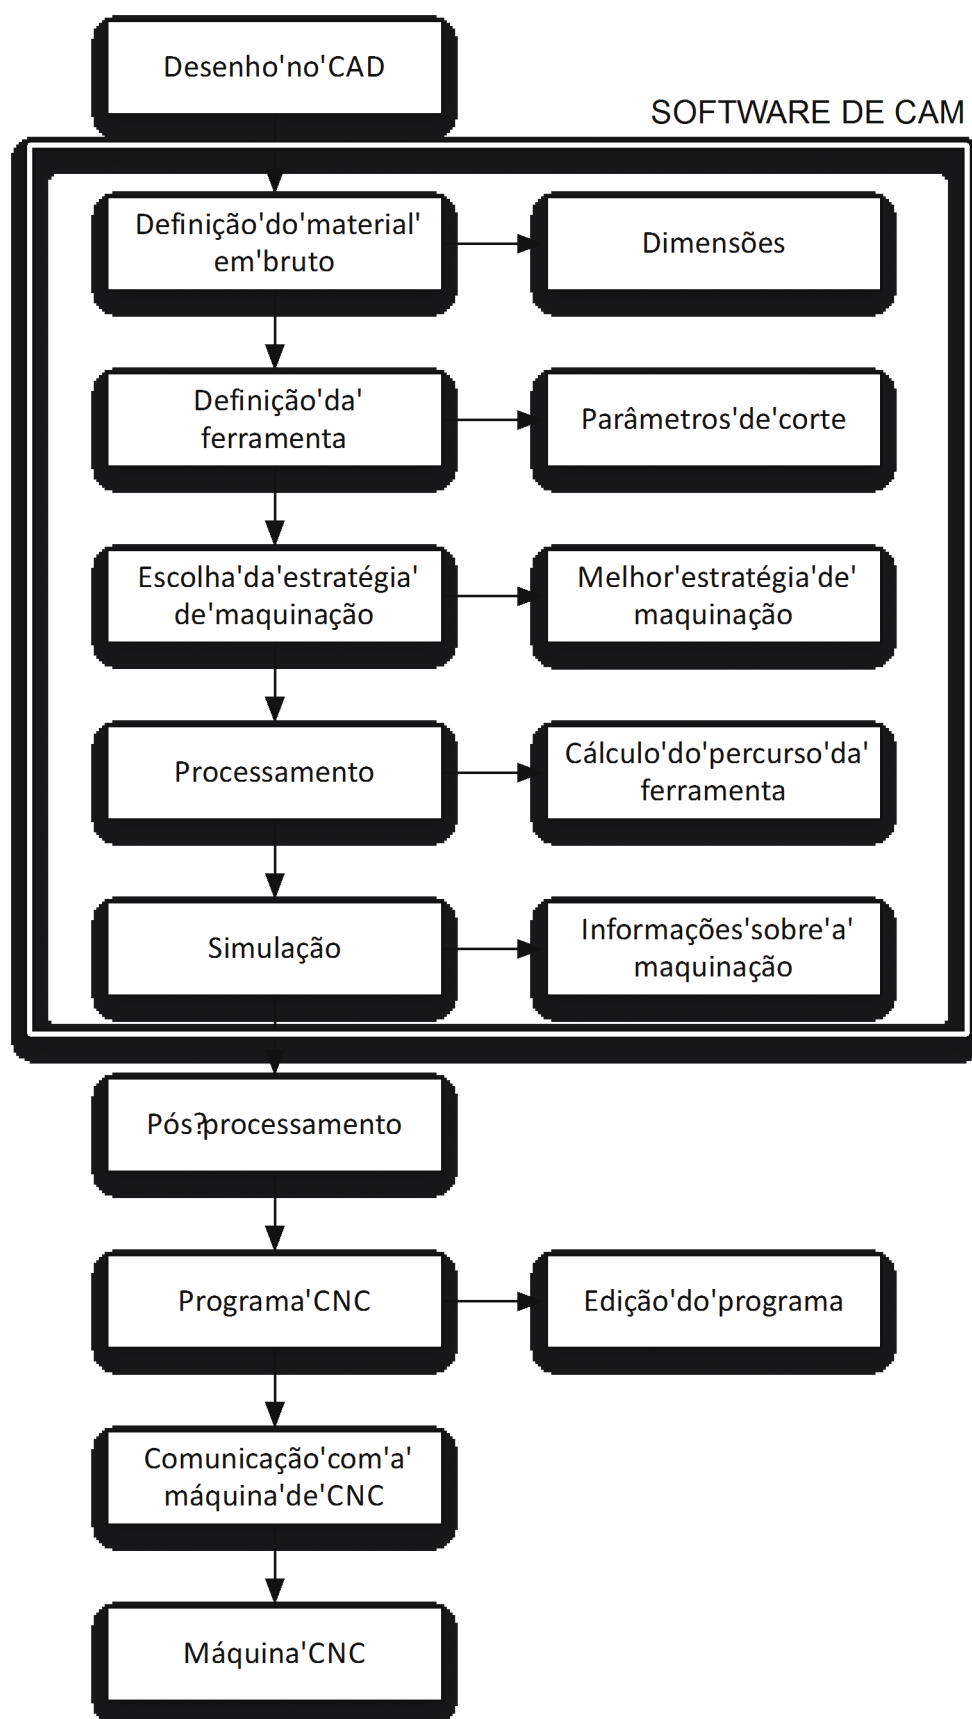 Desenho'no'CAD
SOFTWARE DE CAM
Definição'do'material'
em'bruto
Dimensões
Definição'da'
ferramenta
Parâmetros'de'corte
Escolha'da'estratégia'
de'maquinação
Melhor'estratégia'de'
maquinação
Processamento
Cálculo'do'percurso'da'
ferramenta
Simulação
Informações'sobre'a'
maquinação
Pós?processamento
Programa'CNC
Edição'do'programa
Comunicação'com'a'
máquina'de'CNC
Máquina'CNC